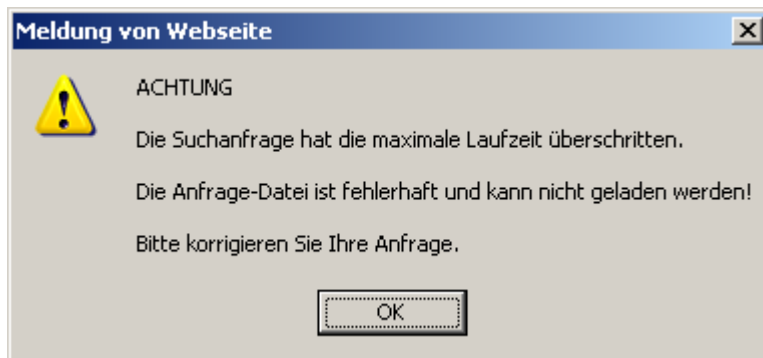 Meldung von Webseite
ACHTUNG
Die Suchanfrage hat die maximale Laufzeit überschritten.
Die Anfrage-Datei ist fehlerhaft und kann nicht geladen werden!
Bitte korrigieren Sie Ihre Anfrage.
OK